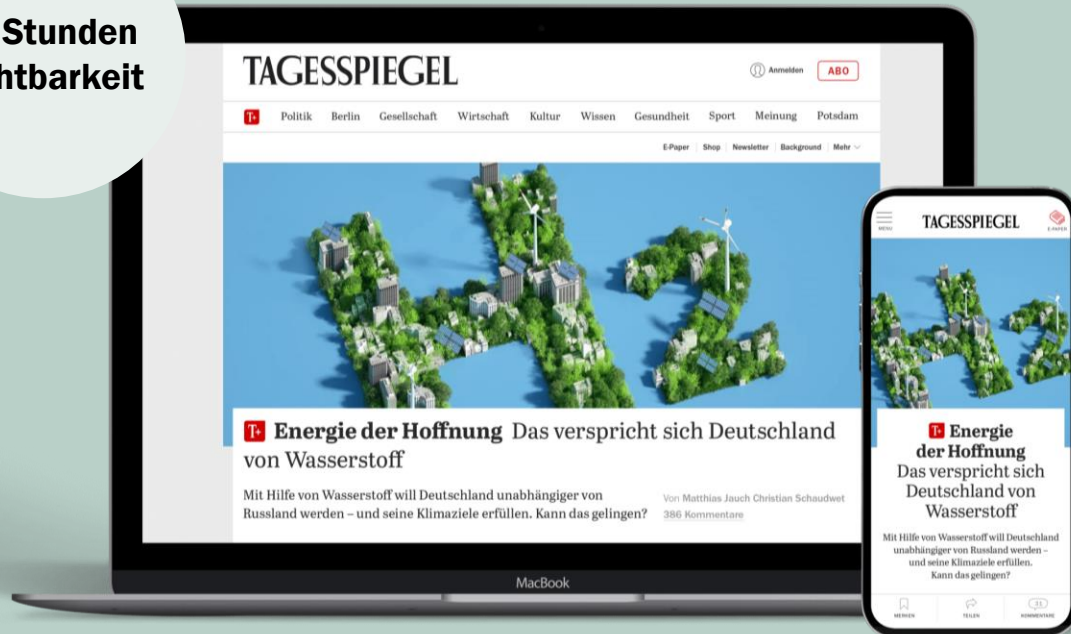 Stunden
htbarkeit
TAGESSPIEGEL
Anmelden
ABO
T+ Politik Berlin Gesellschaft Wirtschaft Kultur Wissen Gesundheit Sport Meinung Potsdam
E-Paper Shop Newsletter Background Mehr
H2
T+ Energie der Hoffnung Das verspricht sich Deutschland
von Wasserstoff
Mit Hilfe von Wasserstoff will Deutschland unabhängiger von
Russland werden – und seine Klimaziele erfüllen. Kann das gelingen?
Von Matthias Jauch Christian Schaudwet
386 Kommentare
MacBook
MENU
TAGESSPIEGEL
E-PAPER
H2
T+ Energie
der Hoffnung
Das verspricht sich
Deutschland von
Wasserstoff
Mit Hilfe von Wasserstoff will Deutschland
unabhängiger von Russland werden –
und seine Klimaziele erfüllen.
Kann das gelingen?
MERKEN
TEILEN
KOMMENTARE